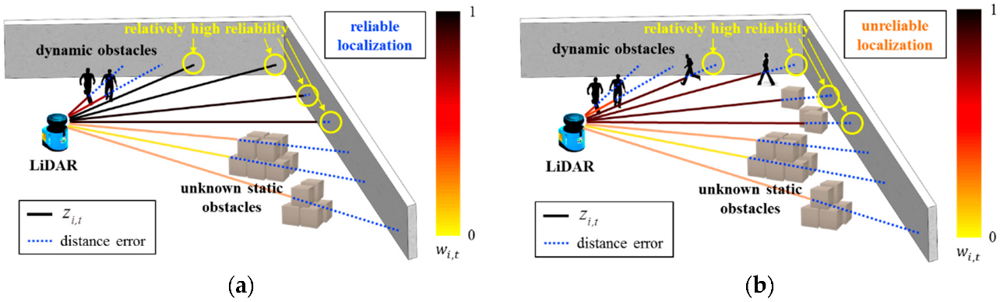 relatively high reliability
dynamic obstacles
reliable
localization
1
LiDAR
unknown static
obstacles
z_{i,t}
distance error
0
w_{i,t}
(a)
relatively high reliability
dynamic obstacles
unreliable
localization
1
LiDAR
unknown static
obstacles
z_{i,t}
distance error
0
w_{i,t}
(b)